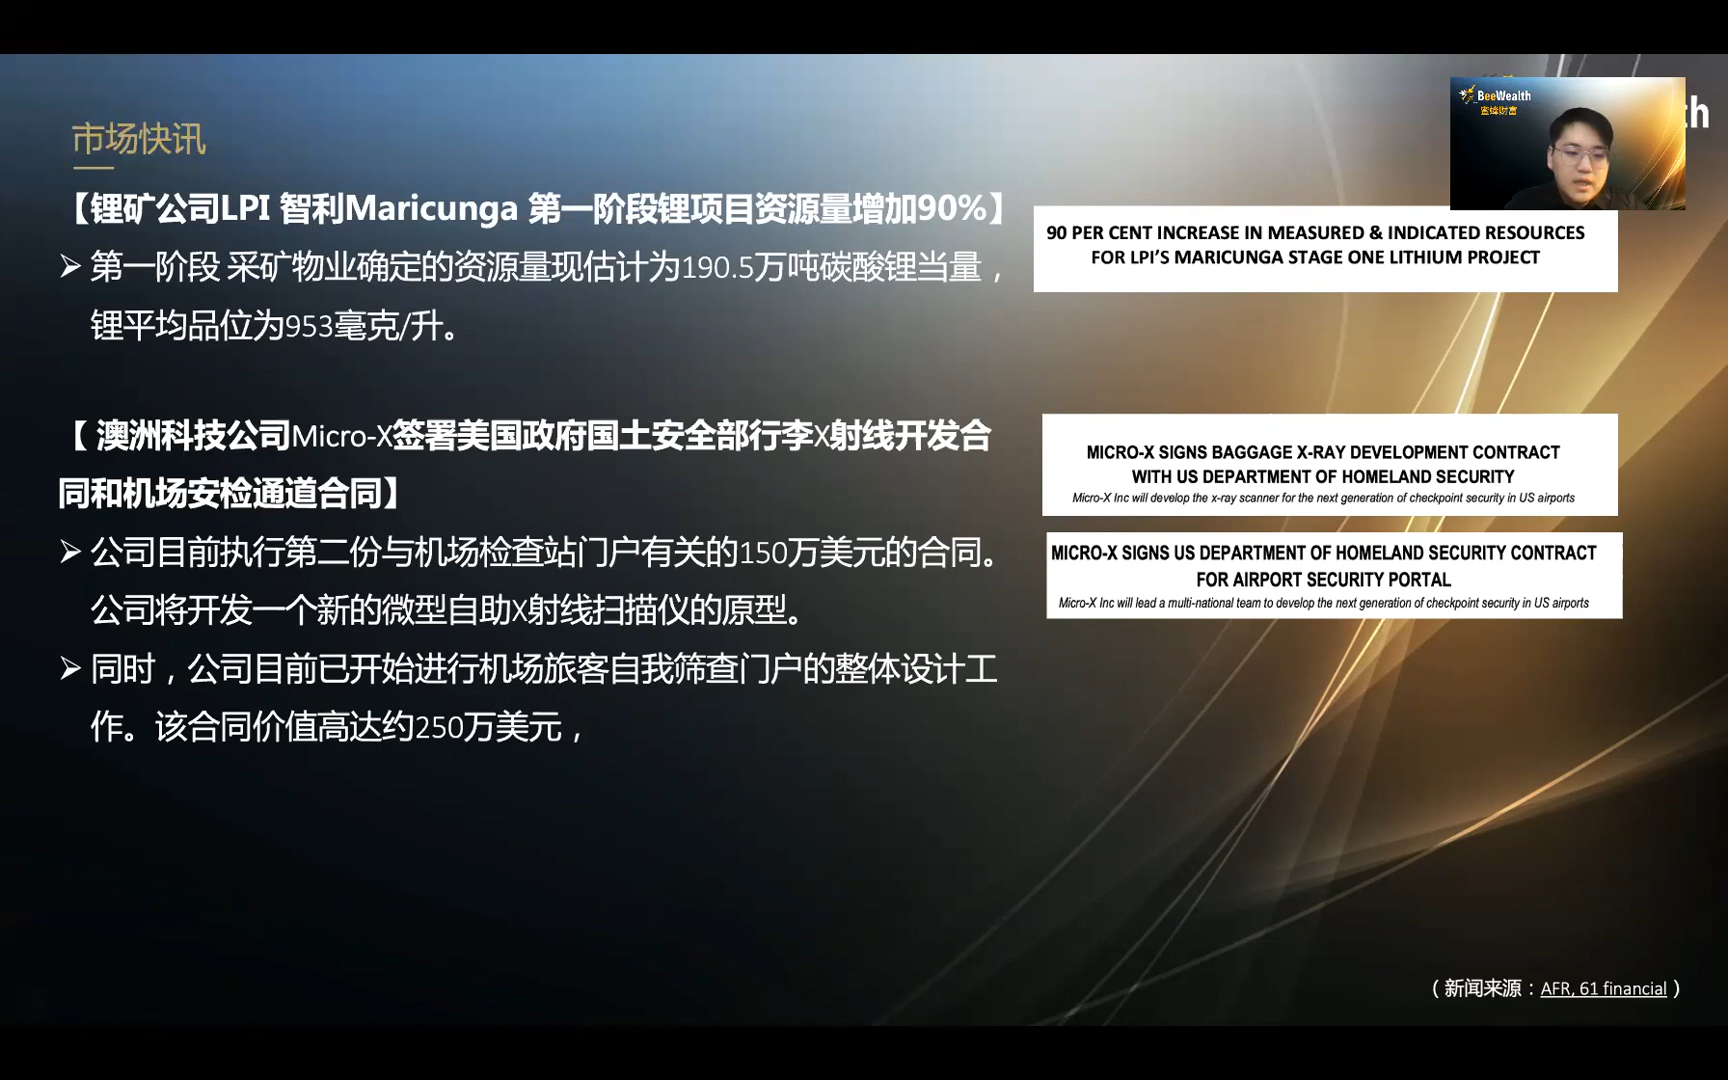 BeeWealth
蜜蜂财富
th
市场快讯
【锂矿公司LPI 智利Maricunga 第一阶段锂项目资源量增加90%】
➢ 第一阶段 采矿物业确定的资源量现估计为190.5万吨碳酸锂当量，
锂平均品位为953毫克/升。
【 澳洲科技公司Micro-X签署美国政府国土安全部行李X射线开发合
同和机场安检通道合同】
➢ 公司目前执行第二份与机场检查站门户有关的150万美元的合同。
公司将开发一个新的微型自助X射线扫描仪的原型。
➢ 同时，公司目前已开始进行机场旅客自我筛查门户的整体设计工
作。该合同价值高达约250万美元，
90 PER CENT INCREASE IN MEASURED & INDICATED RESOURCES
FOR LPI’S MARICUNGA STAGE ONE LITHIUM PROJECT
MICRO-X SIGNS BAGGAGE X-RAY DEVELOPMENT CONTRACT
WITH US DEPARTMENT OF HOMELAND SECURITY
Micro-X Inc will develop the x-ray scanner for the next generation of checkpoint security in US airports
MICRO-X SIGNS US DEPARTMENT OF HOMELAND SECURITY CONTRACT
FOR AIRPORT SECURITY PORTAL
Micro-X Inc will lead a multi-national team to develop the next generation of checkpoint security in US airports
（新闻来源：AFR, 61 financial ）